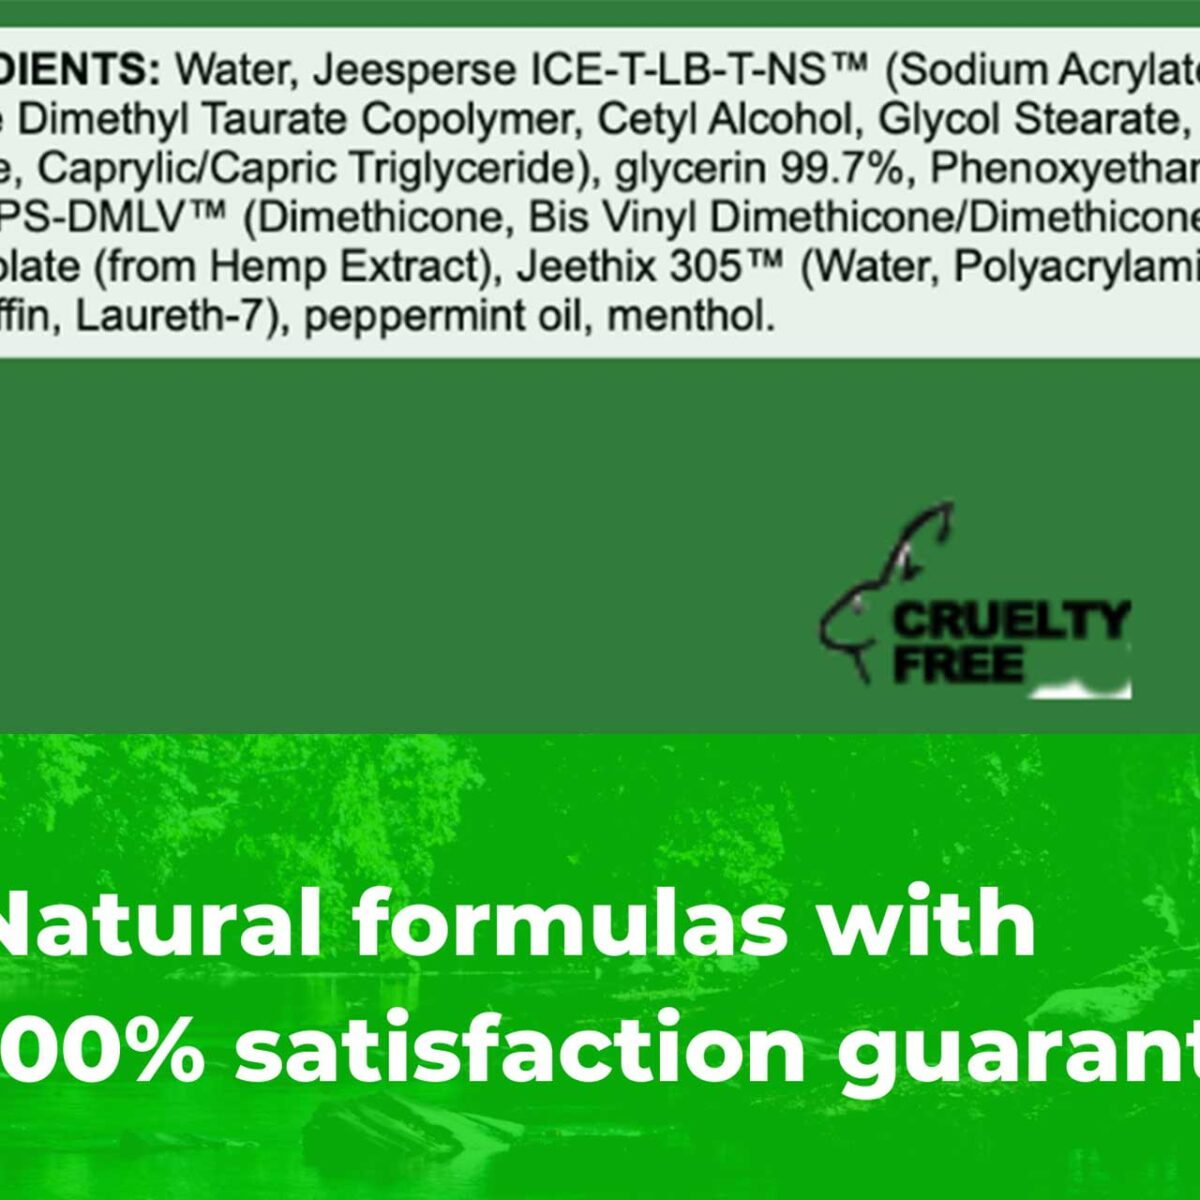 DIENTS: Water, Jeesperse ICE-T-LB-T-NS™ (Sodium Acrylate
e Dimethyl Taurate Copolymer, Cetyl Alcohol, Glycol Stearate,
e, Caprylic/Capric Triglyceride), glycerin 99.7%, Phenoxyethan
PS-DMLV™ (Dimethicone, Bis Vinyl Dimethicone/Dimethicone
olate (from Hemp Extract), Jeethix 305™ (Water, Polyacrylami
ffin, Laureth-7), peppermint oil, menthol.
CRUELTY
FREE
Natural formulas with
00% satisfaction guarant